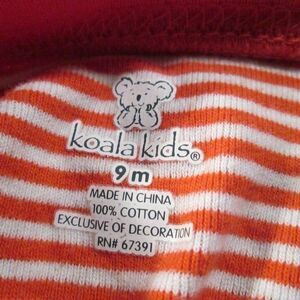 koala kids®
9m
MADE IN CHINA
100% COTTON
EXCLUSIVE OF DECORATION
RN# 67391